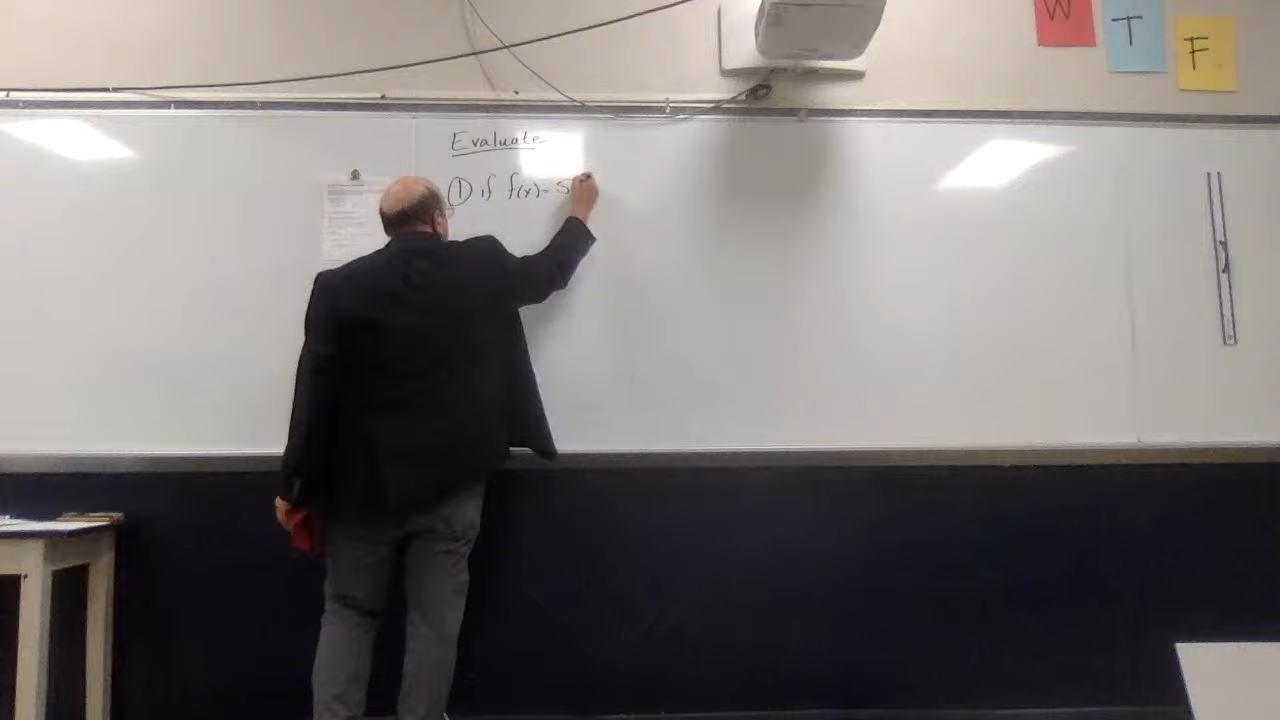 W
T
F
Evaluate
① if f(x)= 5